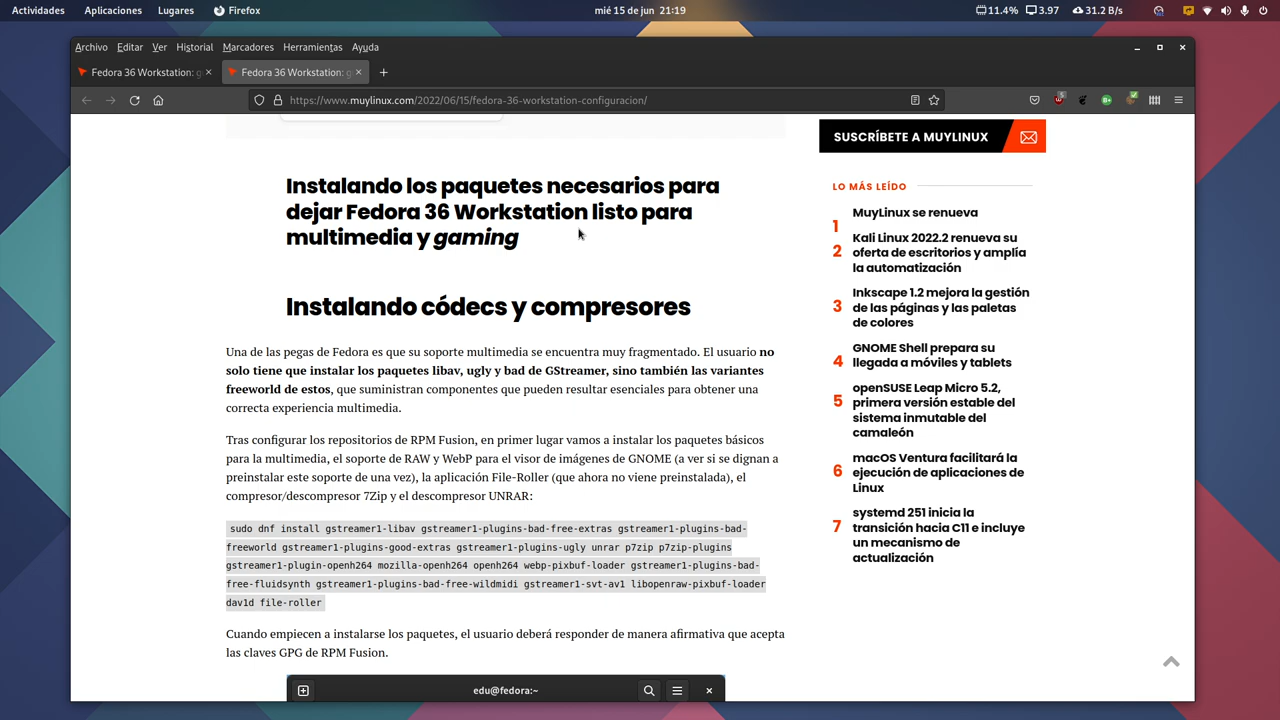 Actividades
Aplicaciones
Lugares
Firefox
mié 15 de jun 21:19
11.4%
3.97
31.2 B/s
Archivo
Editar
Ver
Historial
Marcadores
Herramientas
Ayuda
Fedora 36 Workstation: g
Fedora 36 Workstation: g
https://www.muylinux.com/2022/06/15/fedora-36-workstation-configuracion/
5
Instalando los paquetes necesarios para
dejar Fedora 36 Workstation listo para
multimedia y gaming
Instalando códecs y compresores
Una de las pegas de Fedora es que su soporte multimedia se encuentra muy fragmentado. El usuario no
solo tiene que instalar los paquetes libav, ugly y bad de GStreamer, sino también las variantes
freeworld de estos, que suministran componentes que pueden resultar esenciales para obtener una
correcta experiencia multimedia.
Tras configurar los repositorios de RPM Fusion, en primer lugar vamos a instalar los paquetes básicos
para la multimedia, el soporte de RAW y WebP para el visor de imágenes de GNOME (a ver si se dignan a
preinstalar este soporte de una vez), la aplicación File-Roller (que ahora no viene preinstalada), el
compresor/descompresor 7Zip y el descompresor UNRAR:
sudo dnf install gstreamer1-libav gstreamer1-plugins-bad-free-extras gstreamer1-plugins-bad-
freeworld gstreamer1-plugins-good-extras gstreamer1-plugins-ugly unrar p7zip p7zip-plugins
gstreamer1-plugin-openh264 mozilla-openh264 openh264 webp-pixbuf-loader gstreamer1-plugins-bad-
free-fluidsynth gstreamer1-plugins-bad-free-wildmidi gstreamer1-svt-av1 libopenraw-pixbuf-loader
dav1d file-roller
Cuando empiecen a instalarse los paquetes, el usuario deberá responder de manera afirmativa que acepta
las claves GPG de RPM Fusion.
edu@fedora:~
SUSCRÍBETE A MUYLINUX
LO MÁS LEÍDO
1 MuyLinux se renueva
2 Kali Linux 2022.2 renueva su
oferta de escritorios y amplía
la automatización
3 Inkscape 1.2 mejora la gestión
de las páginas y las paletas
de colores
4 GNOME Shell prepara su
llegada a móviles y tablets
5 openSUSE Leap Micro 5.2,
primera versión estable del
sistema inmutable del
camaleón
6 macOS Ventura facilitará la
ejecución de aplicaciones de
Linux
7 systemd 251 inicia la
transición hacia C11 e incluye
un mecanismo de
actualización